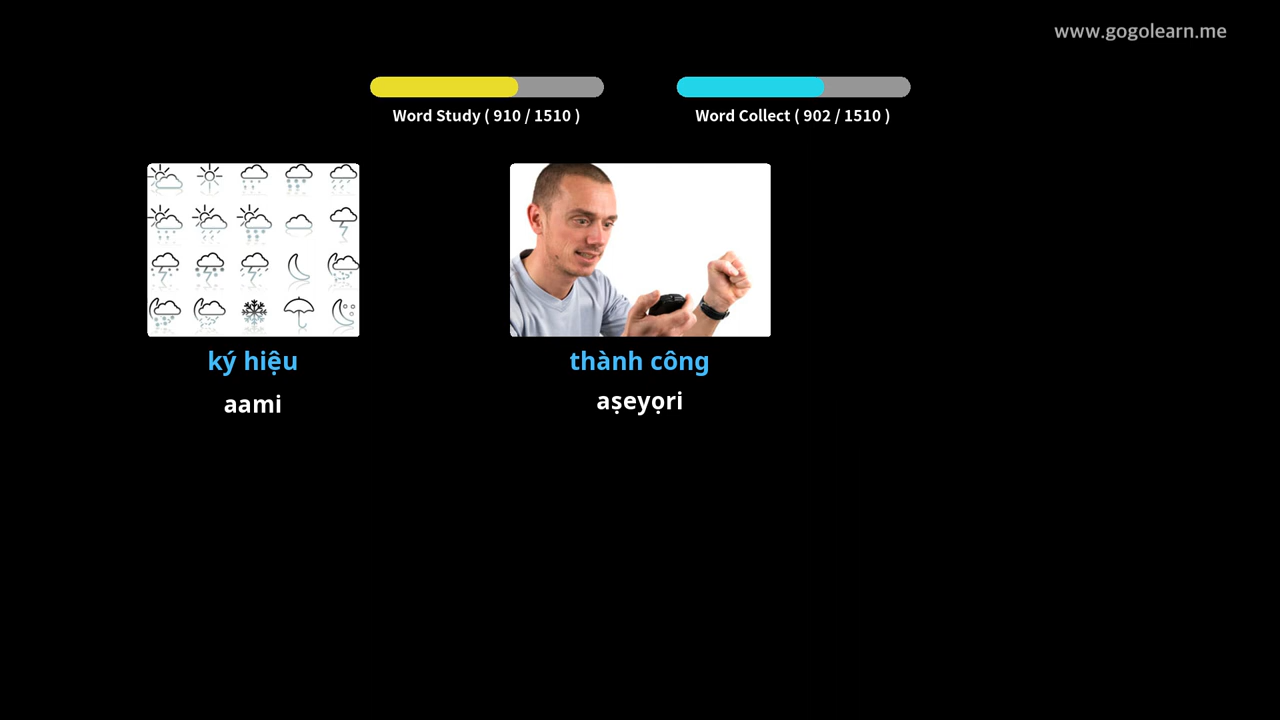 www.gogolearn.me
Word Study ( 910 / 1510 )
Word Collect ( 902 / 1510 )
ký hiệu
aami
thành công
aṣeyọri